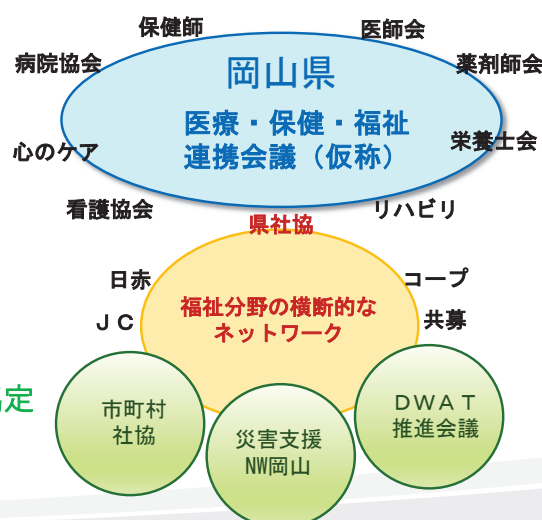 保健師
医師会
病院協会
岡山県
薬剤師会
医療・保健・福祉
連携会議（仮称）
栄養士会
心のケア
看護協会
リハビリ
県社協
日赤
コープ
福祉分野の横断的な
ネットワーク
ＪＣ
共募
定
市町村
社協
災害支援
NW岡山
ＤＷＡＴ
推進会議